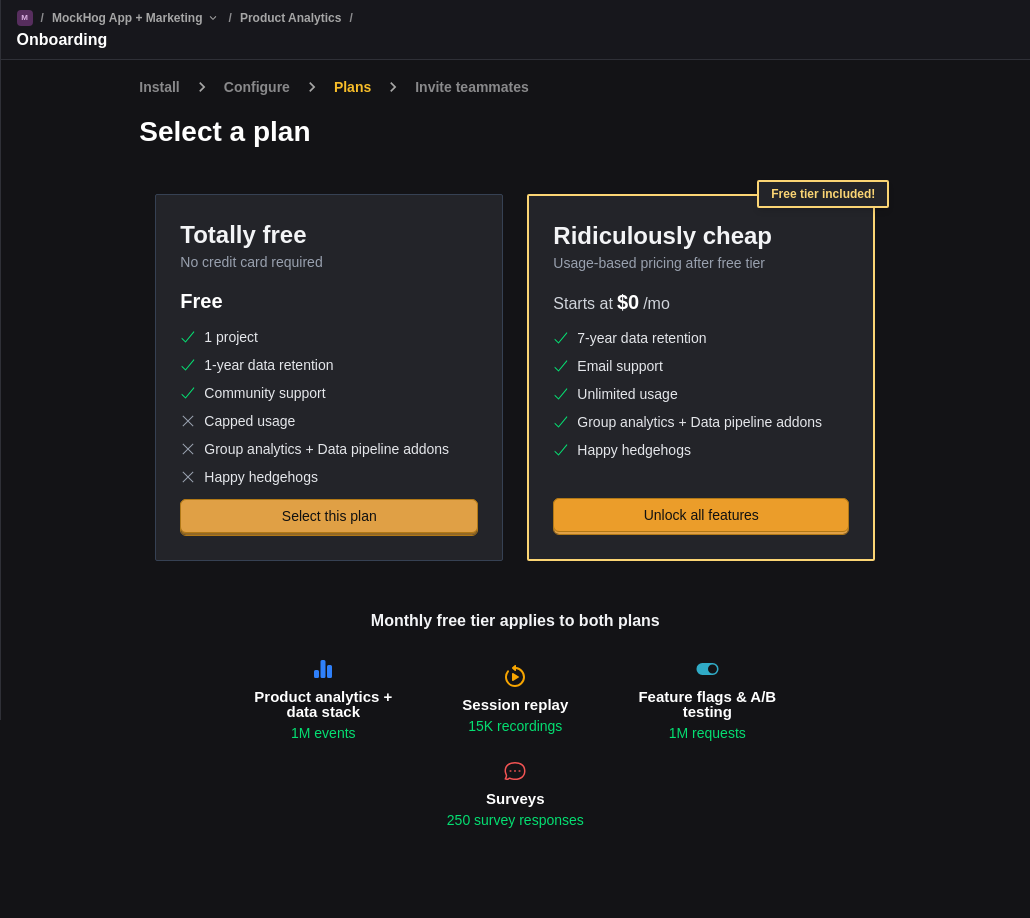 M / MockHog App + Marketing / Product Analytics /
Onboarding
Install Configure Plans Invite teammates
Select a plan
Free tier included!
Totally free
No credit card required
Free
1 project
1-year data retention
Community support
Capped usage
Group analytics + Data pipeline addons
Happy hedgehogs
Select this plan
Ridiculously cheap
Usage-based pricing after free tier
Starts at $0 /mo
7-year data retention
Email support
Unlimited usage
Group analytics + Data pipeline addons
Happy hedgehogs
Unlock all features
Monthly free tier applies to both plans
Product analytics +
data stack
1M events
Session replay
15K recordings
Feature flags & A/B
testing
1M requests
Surveys
250 survey responses